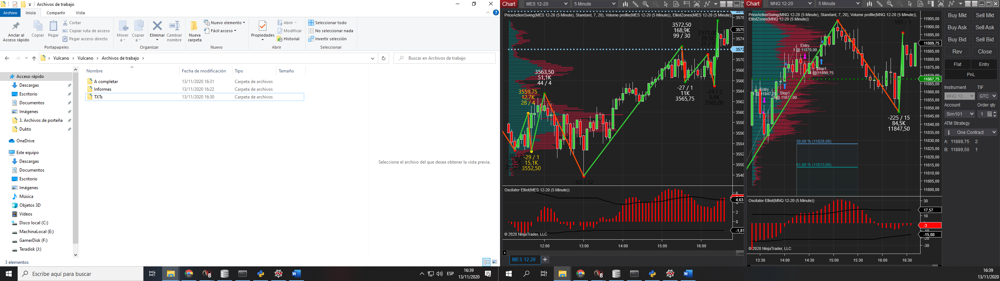 Archivos de trabajo
Archivo Inicio Compartir Vista
Anclar al Acceso rápido
Copiar
Pegar
Cortar
Copiar ruta de acceso
Pegar acceso directo
Portapapeles
Mover a
Copiar a
Eliminar
Cambiar nombre
Organizar
Nueva carpeta
Nuevo elemento
Fácil acceso
Nuevo
Propiedades
Abrir
Modificar
Historial
Abrir
Seleccionar todo
No seleccionar nada
Invertir selección
Seleccionar
Vulcano > Vulcano > Archivos de trabajo >
Buscar en Archivos de trabajo
Acceso rápido
Descargas
Escritorio
Documentos
Imágenes
3. Archivos de porteña
Dukto
OneDrive
Este equipo
Descargas
Documentos
Escritorio
Imágenes
Música
Objetos 3D
Vídeos
Disco local (C:)
MachinaLocal (E:)
GamerDisk (F:)
Teradisk (J:)
Nombre Fecha de modificación Tipo Tamaño
A completar 13/11/2020 16:31 Carpeta de archivos
Informes 13/11/2020 16:22 Carpeta de archivos
TXTs 13/11/2020 16:30 Carpeta de archivos
Seleccione el archivo del que desea obtener la vista previa.
3 elementos
Escribe aquí para buscar
ESP
16:39
13/11/2020
Chart MES 12-20 5 Minute
PriceActionSwing(MES 12-20 (5 Minute), Standard, 7, 20), Volume profile(MES 12-20 (5 Minute)), ElliotZones(MES 12-20 (5 Minute))
3572,50
168,9K
99 / 30
3571,00
29,5K
21 / 7
3563,50
51,1K
44 / 4
3559,75
12,7K
28 / 4
-27 / 1
11K
3565,75
-24 / 2
8,6K
3565,00
-29 / 1
15,1K
3552,50
-63 / 12
3578
3575
3574
3572
3570
3568
3566
3564
3562
3560
3558
3556
3554
3552
3550
3548
Oscilator Elliot(MES 12-20 (5 Minute))
6
4,63
4
2
0
-1,81
© 2020 NinjaTrader, LLC
12:00 13:00 14:00 15:00 16:00
MES 12-20 +
Chart MNQ 12-20 5 Minute
PriceActionSwing(MNQ 12-20 (5 Minute), Standard, 7, 20), Volume profile(MNQ 12-20 (5 Minute)),
ElliotZones(MNQ 12-20 (5 Minute))
195 / 1
Entry
1 @ 11870,00
Stop1
1 @ 11890,75
Entry
1 @ 11847,25
Stop1
1 @ 11877,00
-225 / 15
84,5K
11847,50
50,00 % (11828,00)
61,80 % (11813,60)
11905,00
11900,00
11895,00
11889,75
11885,00
11880,00
11875,00
11870,00
11867,75
11865,00
11860,00
11855,00
11850,00
11845,00
11840,00
11835,00
11830,00
11825,00
11820,00
11815,00
11810,00
11805,00
11800,00
Oscilator Elliot(MNQ 12-20 (5 Minute))
30
17,57
10
-3
-15,08
-20
-30
© 2020 NinjaTrader, LLC
13:30 14:00 14:30 15:00 15:30 16:00 16:30
Buy Mkt Sell Mkt
Buy Ask Sell Ask
Buy Bid Sell Bid
Rev Close
Flat Entry
PnL
Instrument TIF
MNQ 12... GTC
Account Order qty
Sim101 1
ATM Strategy
One Contract
A: 11889,75 2
B: 11889,50 1
16:39
13/11/2020